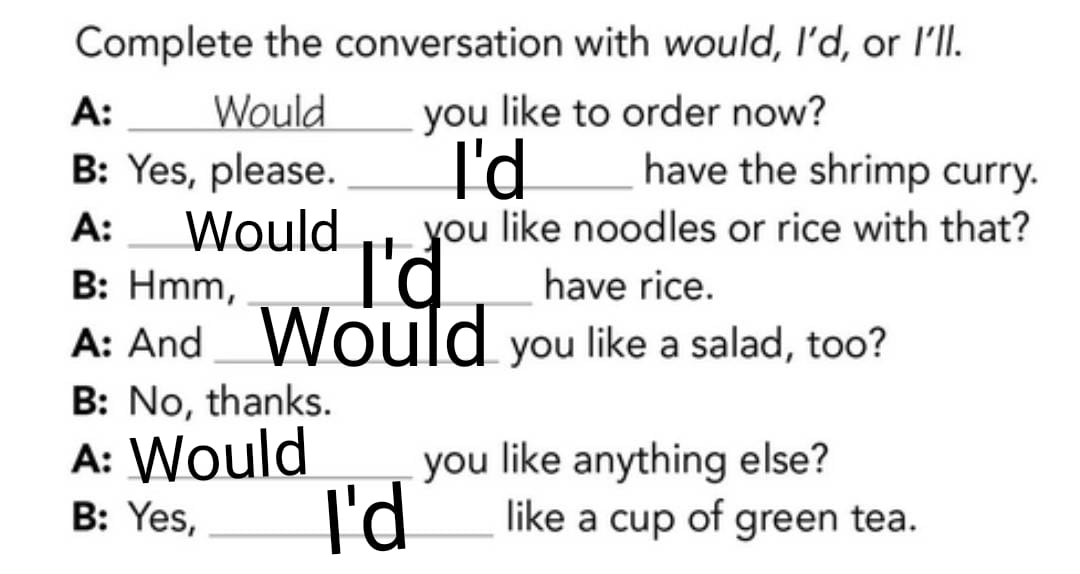 Complete the conversation with would, I'd, or I'll.
A: Would you like to order now?
B: Yes, please. I'd have the shrimp curry.
A: Would you like noodles or rice with that?
B: Hmm, I'd have rice.
A: And Would you like a salad, too?
B: No, thanks.
A: Would you like anything else?
B: Yes, I'd like a cup of green tea.